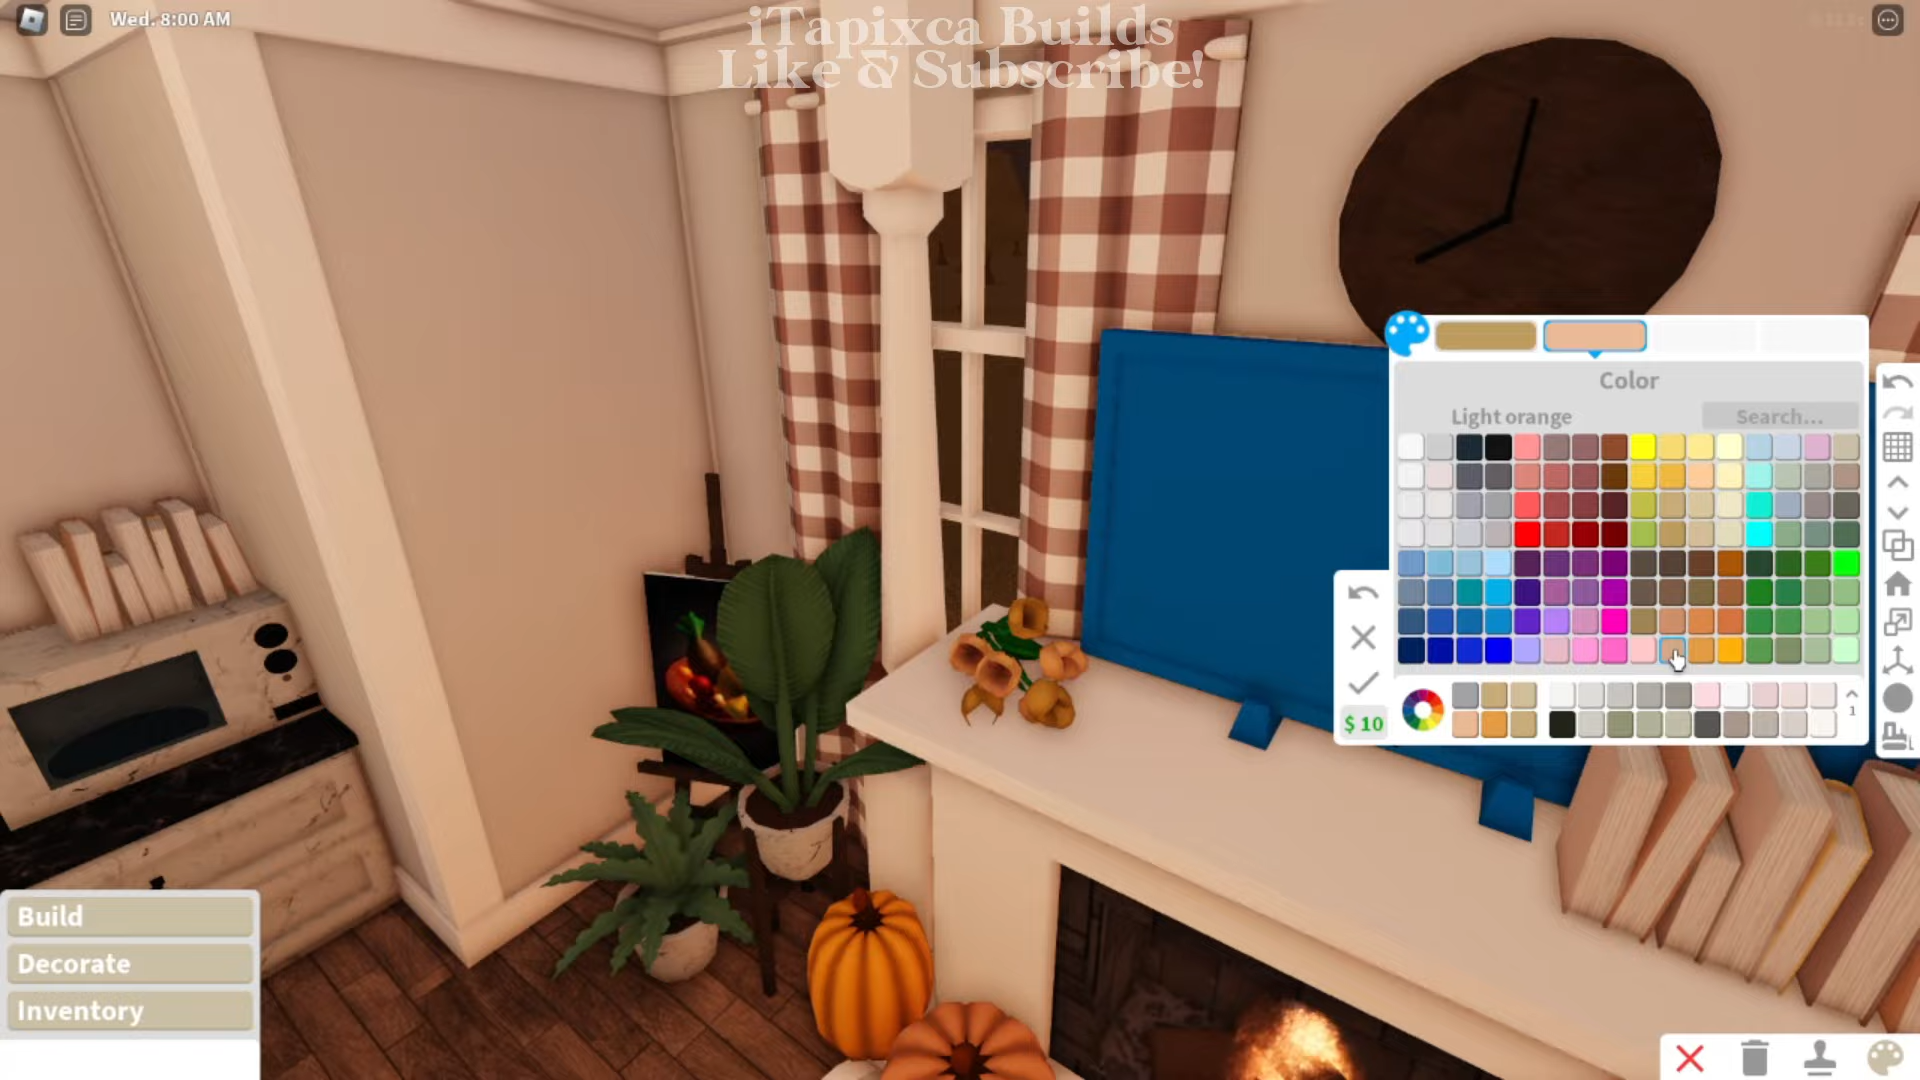 Wed. 8:00 AM
iTapixca Builds
Like & Subscribe!
Color
Light orange
Search...
1
$ 10
Build
Decorate
Inventory